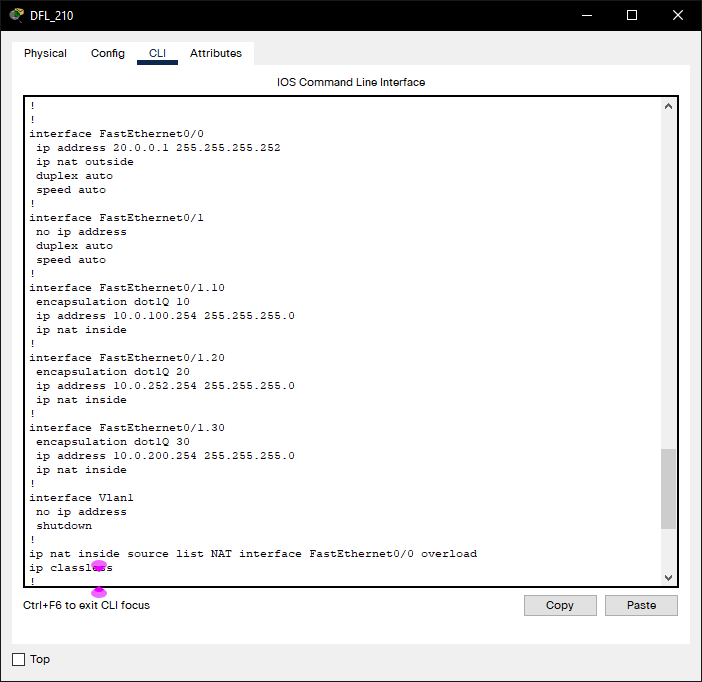 DFL_210
Physical Config CLI Attributes
IOS Command Line Interface
!
!
interface FastEthernet0/0
 ip address 20.0.0.1 255.255.255.252
 ip nat outside
 duplex auto
 speed auto
!
interface FastEthernet0/1
 no ip address
 duplex auto
 speed auto
!
interface FastEthernet0/1.10
 encapsulation dot1Q 10
 ip address 10.0.100.254 255.255.255.0
 ip nat inside
!
interface FastEthernet0/1.20
 encapsulation dot1Q 20
 ip address 10.0.252.254 255.255.255.0
 ip nat inside
!
interface FastEthernet0/1.30
 encapsulation dot1Q 30
 ip address 10.0.200.254 255.255.255.0
 ip nat inside
!
interface Vlan1
 no ip address
 shutdown
!
ip nat inside source list NAT interface FastEthernet0/0 overload
ip classless
!
Ctrl+F6 to exit CLI focus
Copy Paste
Top